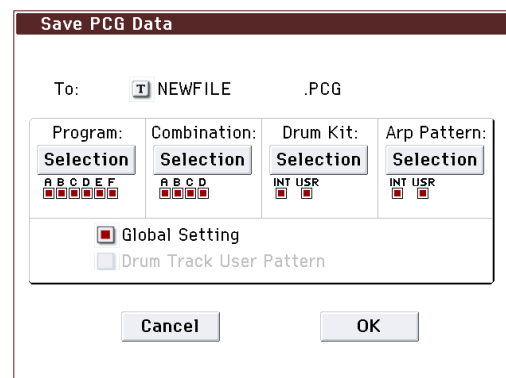 Save PCG Data
To: T NEWFILE .PCG
Program: Combination: Drum Kit: Arp Pattern:
Selection Selection Selection Selection
A B C D E F A B C D INT USR INT USR
Global Setting
Drum Track User Pattern
Cancel OK